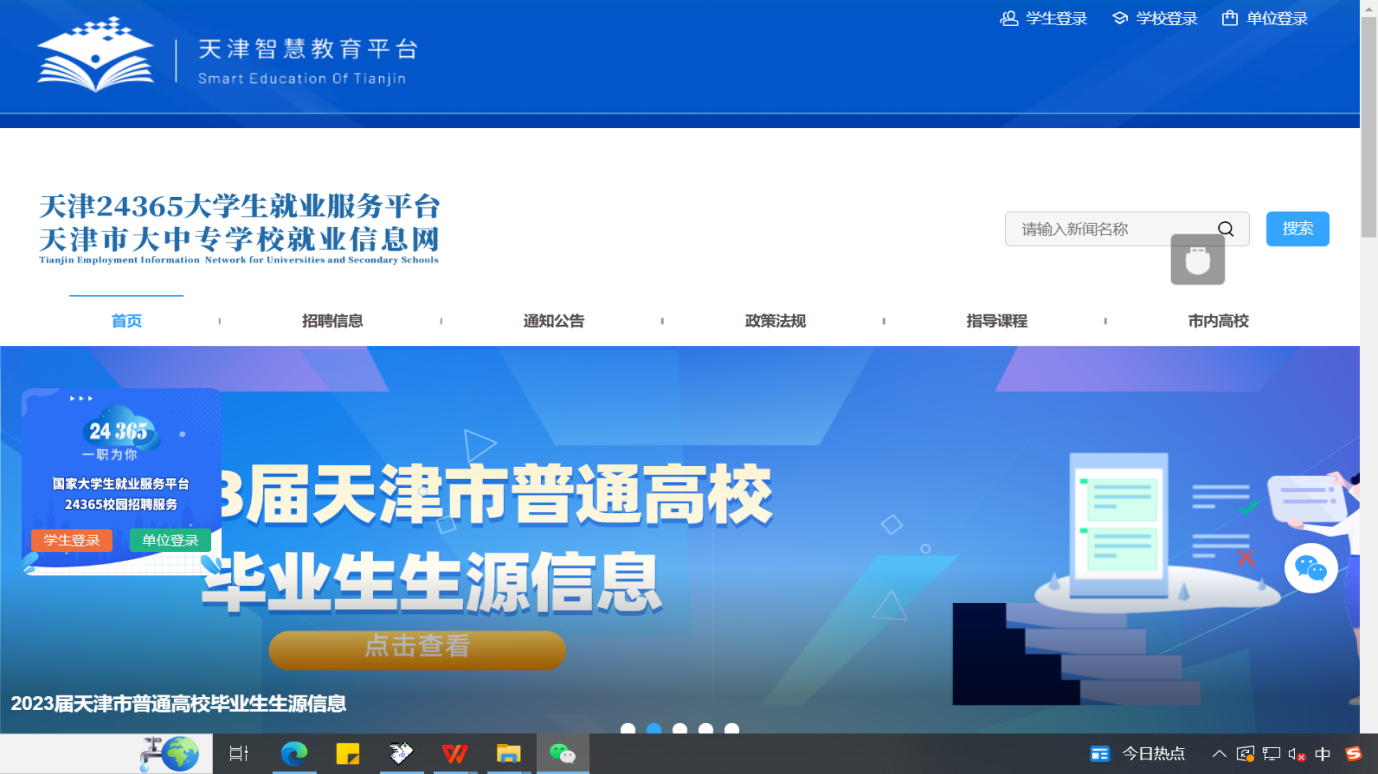 学生登录 学校登录 单位登录
天津智慧教育平台
Smart Education Of Tianjin
天津24365大学生就业服务平台
天津市大中专学校就业信息网
Tianjin Employment Information Network for Universities and Secondary Schools
请输入新闻名称 搜索
首页 招聘信息 通知公告 政策法规 指导课程 市内高校
24 365
一职为你
国家大学生就业服务平台
24365校园招聘服务
学生登录 单位登录
3届天津市普通高校
毕业生生源信息
点击查看
2023届天津市普通高校毕业生生源信息
今日热点 中